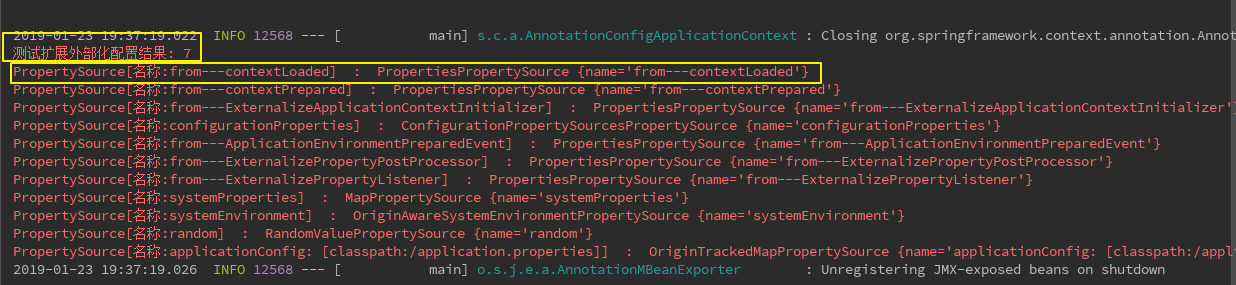 2019-01-23 19:37:19.022  INFO 12568 --- [           main] s.c.a.AnnotationConfigApplicationContext : Closing org.springframework.context.annotation.Annot
测试扩展外部化配置结果: 7
PropertySource[名称:from---contextLoaded]  :  PropertiesPropertySource {name='from---contextLoaded'}
PropertySource[名称:from---contextPrepared]  :  PropertiesPropertySource {name='from---contextPrepared'}
PropertySource[名称:from---ExternalizeApplicationContextInitializer]  :  PropertiesPropertySource {name='from---ExternalizeApplicationContextInitializer'
PropertySource[名称:configurationProperties]  :  ConfigurationPropertySourcesPropertySource {name='configurationProperties'}
PropertySource[名称:from---ApplicationEnvironmentPreparedEvent]  :  PropertiesPropertySource {name='from---ApplicationEnvironmentPreparedEvent'}
PropertySource[名称:from---ExternalizePropertyPostProcessor]  :  PropertiesPropertySource {name='from---ExternalizePropertyPostProcessor'}
PropertySource[名称:from---ExternalizePropertyListener]  :  PropertiesPropertySource {name='from---ExternalizePropertyListener'}
PropertySource[名称:systemProperties]  :  MapPropertySource {name='systemProperties'}
PropertySource[名称:systemEnvironment]  :  OriginAwareSystemEnvironmentPropertySource {name='systemEnvironment'}
PropertySource[名称:random]  :  RandomValuePropertySource {name='random'}
PropertySource[名称:applicationConfig: [classpath:/application.properties]]  :  OriginTrackedMapPropertySource {name='applicationConfig: [classpath:/appl
2019-01-23 19:37:19.026  INFO 12568 --- [           main] o.s.j.e.a.AnnotationMBeanExporter        : Unregistering JMX-exposed beans on shutdown